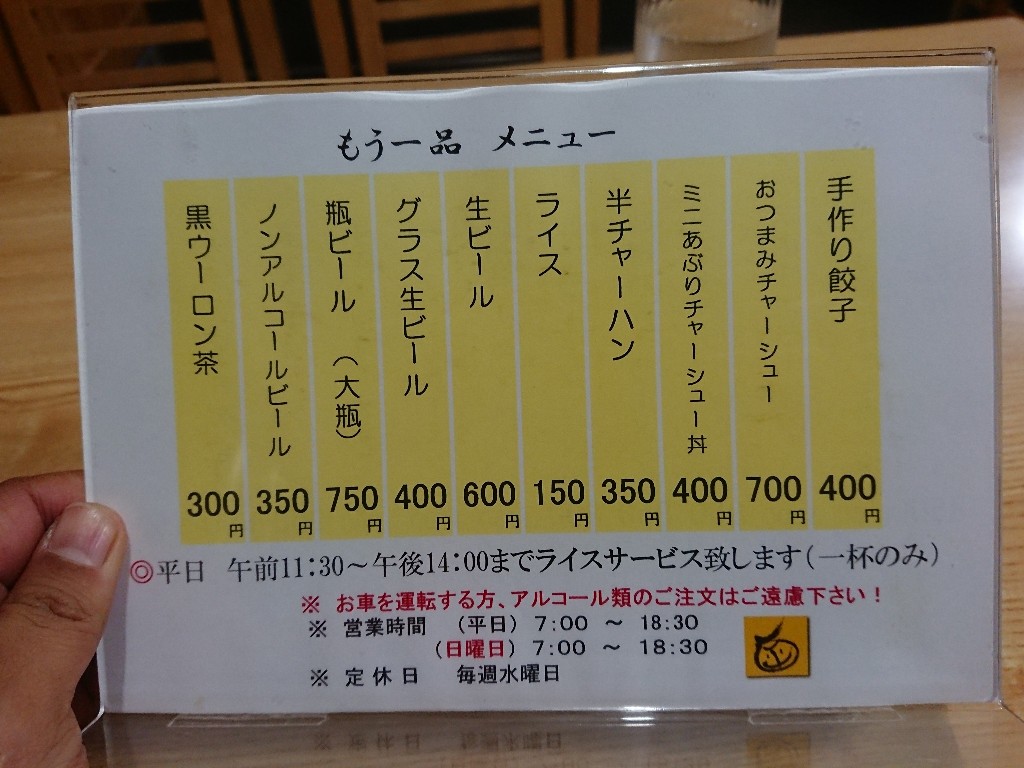 もう一品 メニュー
手作り餃子 400円
おつまみチャーシュー 700円
ミニあぶりチャーシュー丼 400円
半チャーハン 350円
ライス 150円
生ビール 600円
グラス生ビール 400円
瓶ビール (大瓶) 750円
ノンアルコールビール 350円
黒ウーロン茶 300円
◎平日 午前11:30～午後14:00までライスサービス致します(一杯のみ)
※ お車を運転する方、アルコール類のご注文はご遠慮下さい!
※ 営業時間 (平日) 7:00 ～ 18:30
(日曜日) 7:00 ～ 18:30
※ 定休日 毎週水曜日